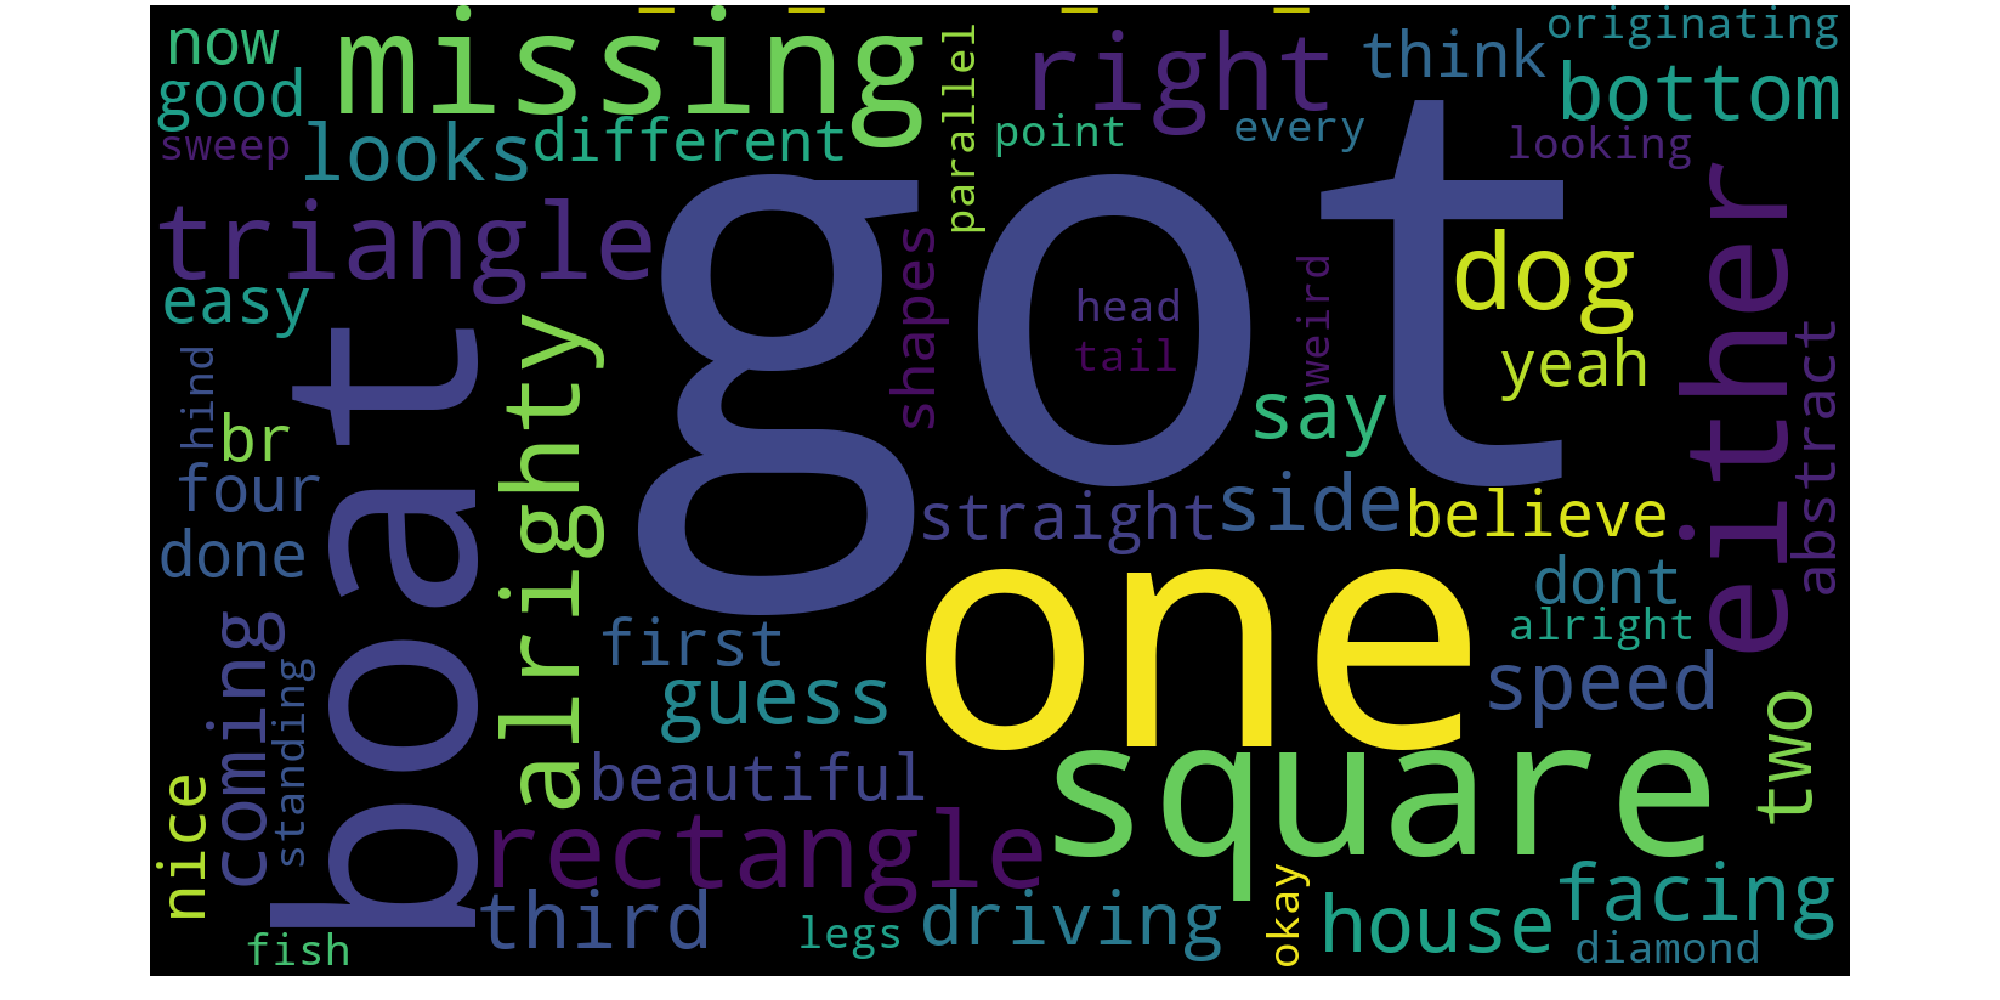 now
missing
right
think
originating
good
bottom
sweep
looks
different
parallel
point
every
looking
triangle
got
dog
either
easy
shapes
head
tail
weird
yeah
abstract
hind
br
boat
alrighty
say
four
straight
side
believe
done
one
dont
alright
coming
standing
first
guess
speed
two
nice
beautiful
square
rectangle
third
legs
driving
okay
house
facing
fish
diamond